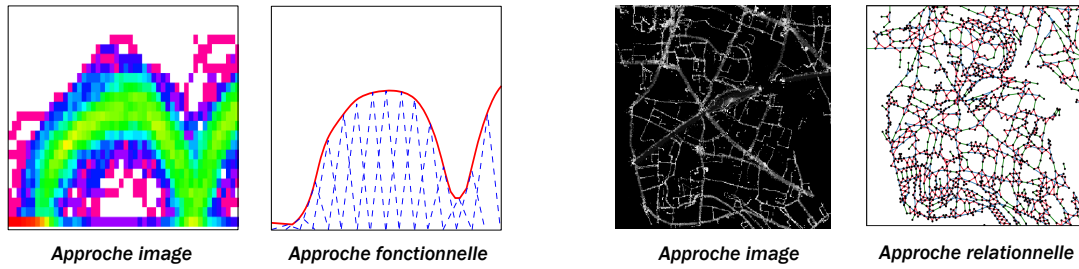 Approche image
Approche fonctionnelle
Approche image
Approche relationnelle